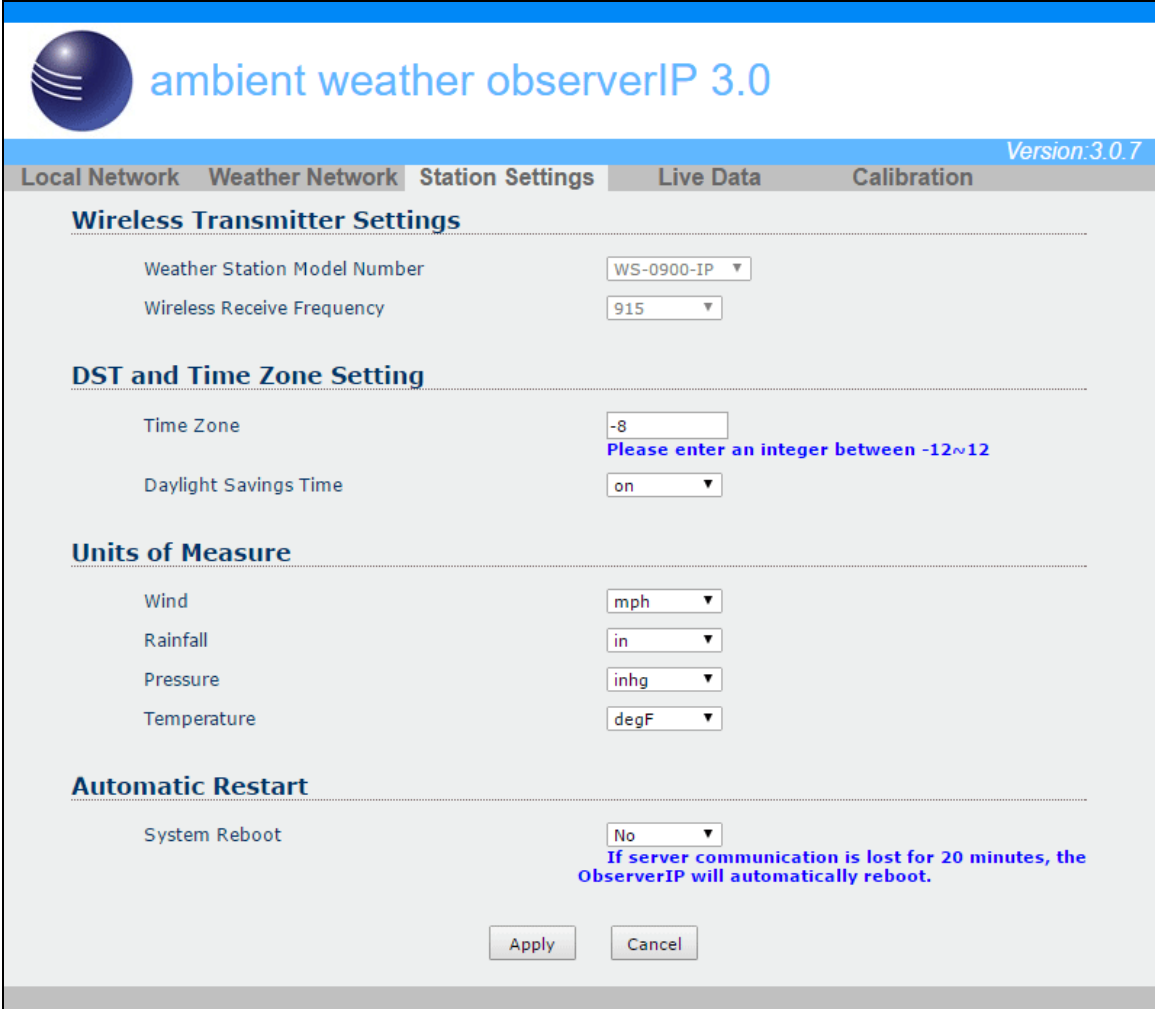 ambient weather observerIP 3.0
Version:3.0.7
Local Network Weather Network Station Settings Live Data Calibration
Wireless Transmitter Settings
Weather Station Model Number WS-0900-IP
Wireless Receive Frequency 915
DST and Time Zone Setting
Time Zone -8
Please enter an integer between -12~12
Daylight Savings Time on
Units of Measure
Wind mph
Rainfall in
Pressure inhg
Temperature degF
Automatic Restart
System Reboot No
If server communication is lost for 20 minutes, the
ObserverIP will automatically reboot.
Apply Cancel